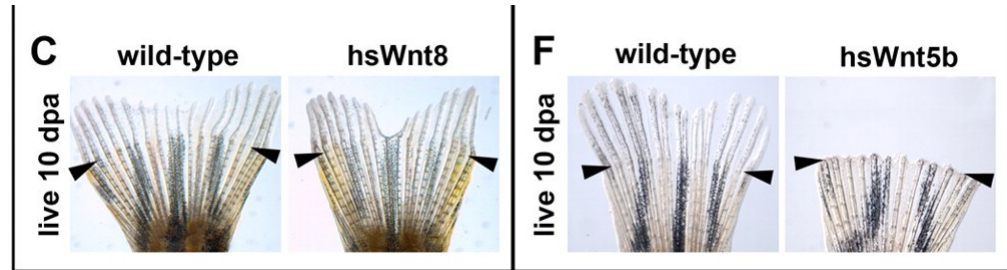 C
wild-type
hsWnt8
live 10 dpa
F
wild-type
hsWnt5b
live 10 dpa